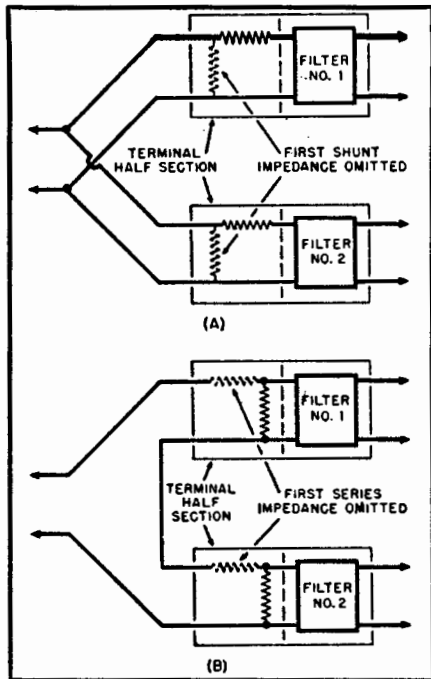 FILTER
NO. 1
TERMINAL
HALF SECTION
FIRST SHUNT
IMPEDANCE OMITTED
FILTER
NO. 2
(A)
FILTER
NO. 1
TERMINAL
HALF
SECTION
FIRST SERIES
IMPEDANCE OMITTED
FILTER
NO. 2
(B)